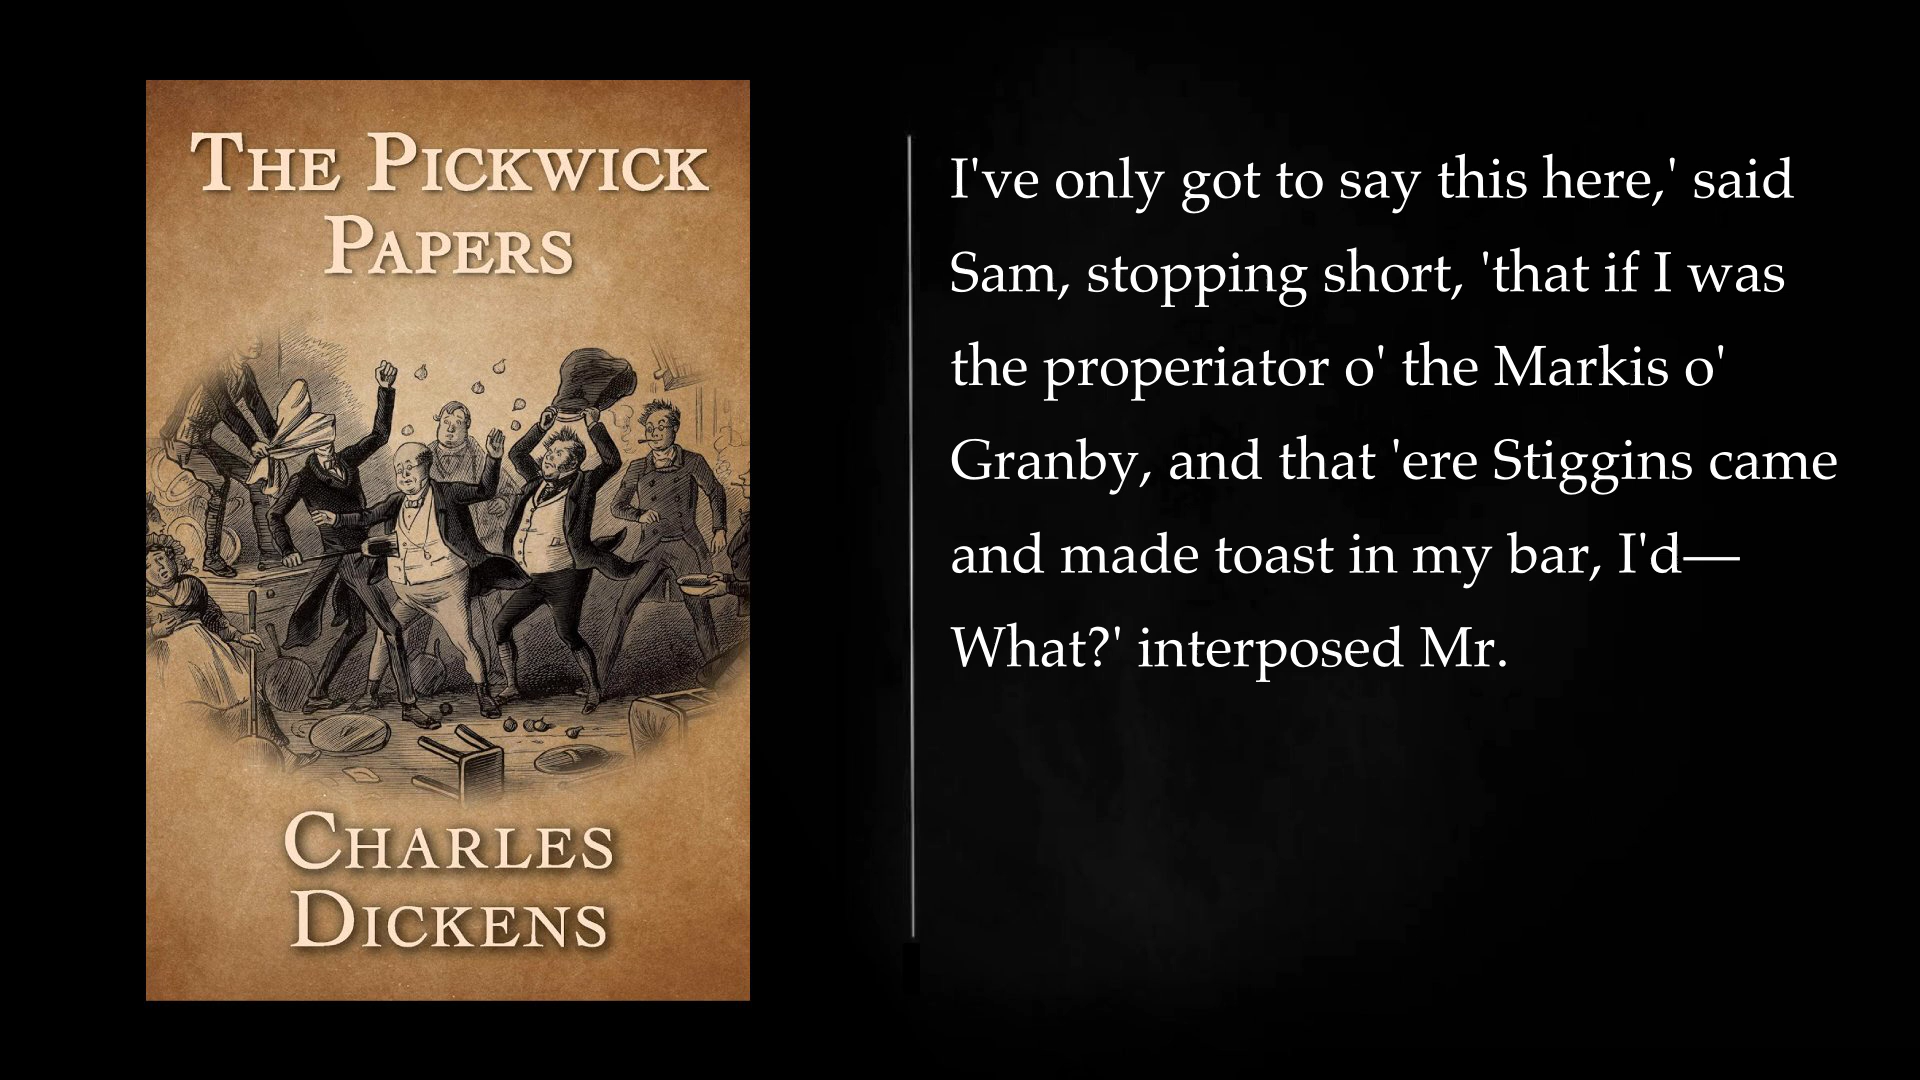 The Pickwick
Papers
Charles
Dickens
I've only got to say this here,' said
Sam, stopping short, 'that if I was
the properiator o' the Markis o'
Granby, and that 'ere Stiggins came
and made toast in my bar, I'd—
What?' interposed Mr.